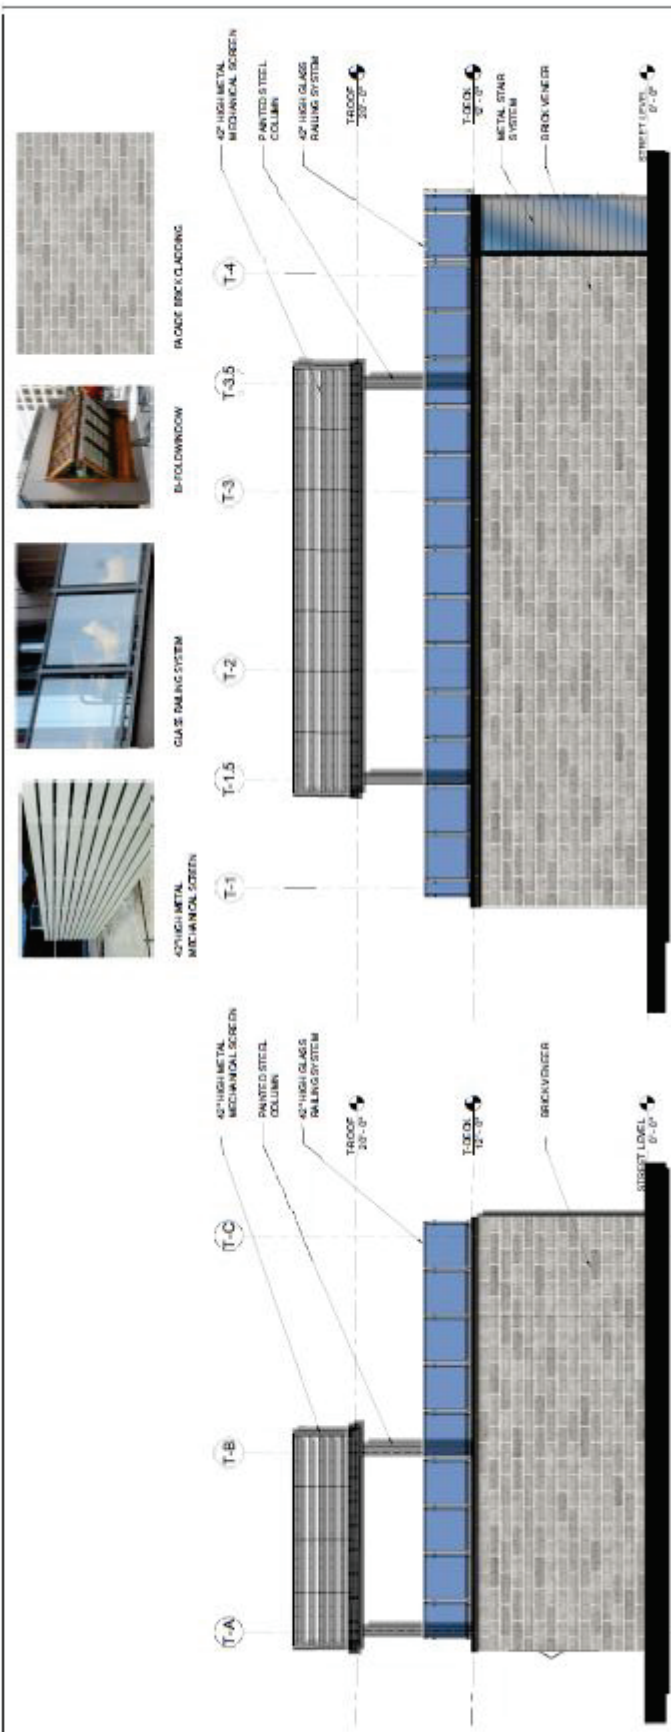 42" HIGH METAL
MECHANICAL SCREEN
GLASS RAILING SYSTEM
BI-FOLD WINDOW
FACADE BRICK CLADDING
T-A
T-B
T-C
42" HIGH METAL
MECHANICAL SCREEN
PAINTED STEEL
COLUMN
42" HIGH GLASS
RAILING SYSTEM
T-ROOF
20'-0"
T-DECK
12'-0"
BRICK VENEER
STREET LEVEL
0'-0"
T-1
T-1.5
T-2
T-3
T-3.5
T-4
42" HIGH METAL
MECHANICAL SCREEN
PAINTED STEEL
COLUMN
42" HIGH GLASS
RAILING SYSTEM
T-ROOF
20'-0"
T-DECK
METAL STAIR
SYSTEM
BRICK VENEER
STREET LEVEL
0'-0"